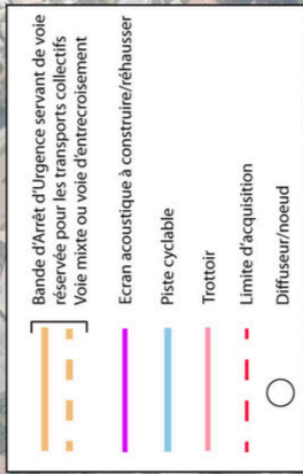 Bande d'Arrêt d'Urgence servant de voie
réservée pour les transports collectifs
Voie mixte ou voie d'entrecroisement
Ecran acoustique à construire/réhausser
Piste cyclable
Trottoir
Limite d'acquisition
Diffuseur/noeud